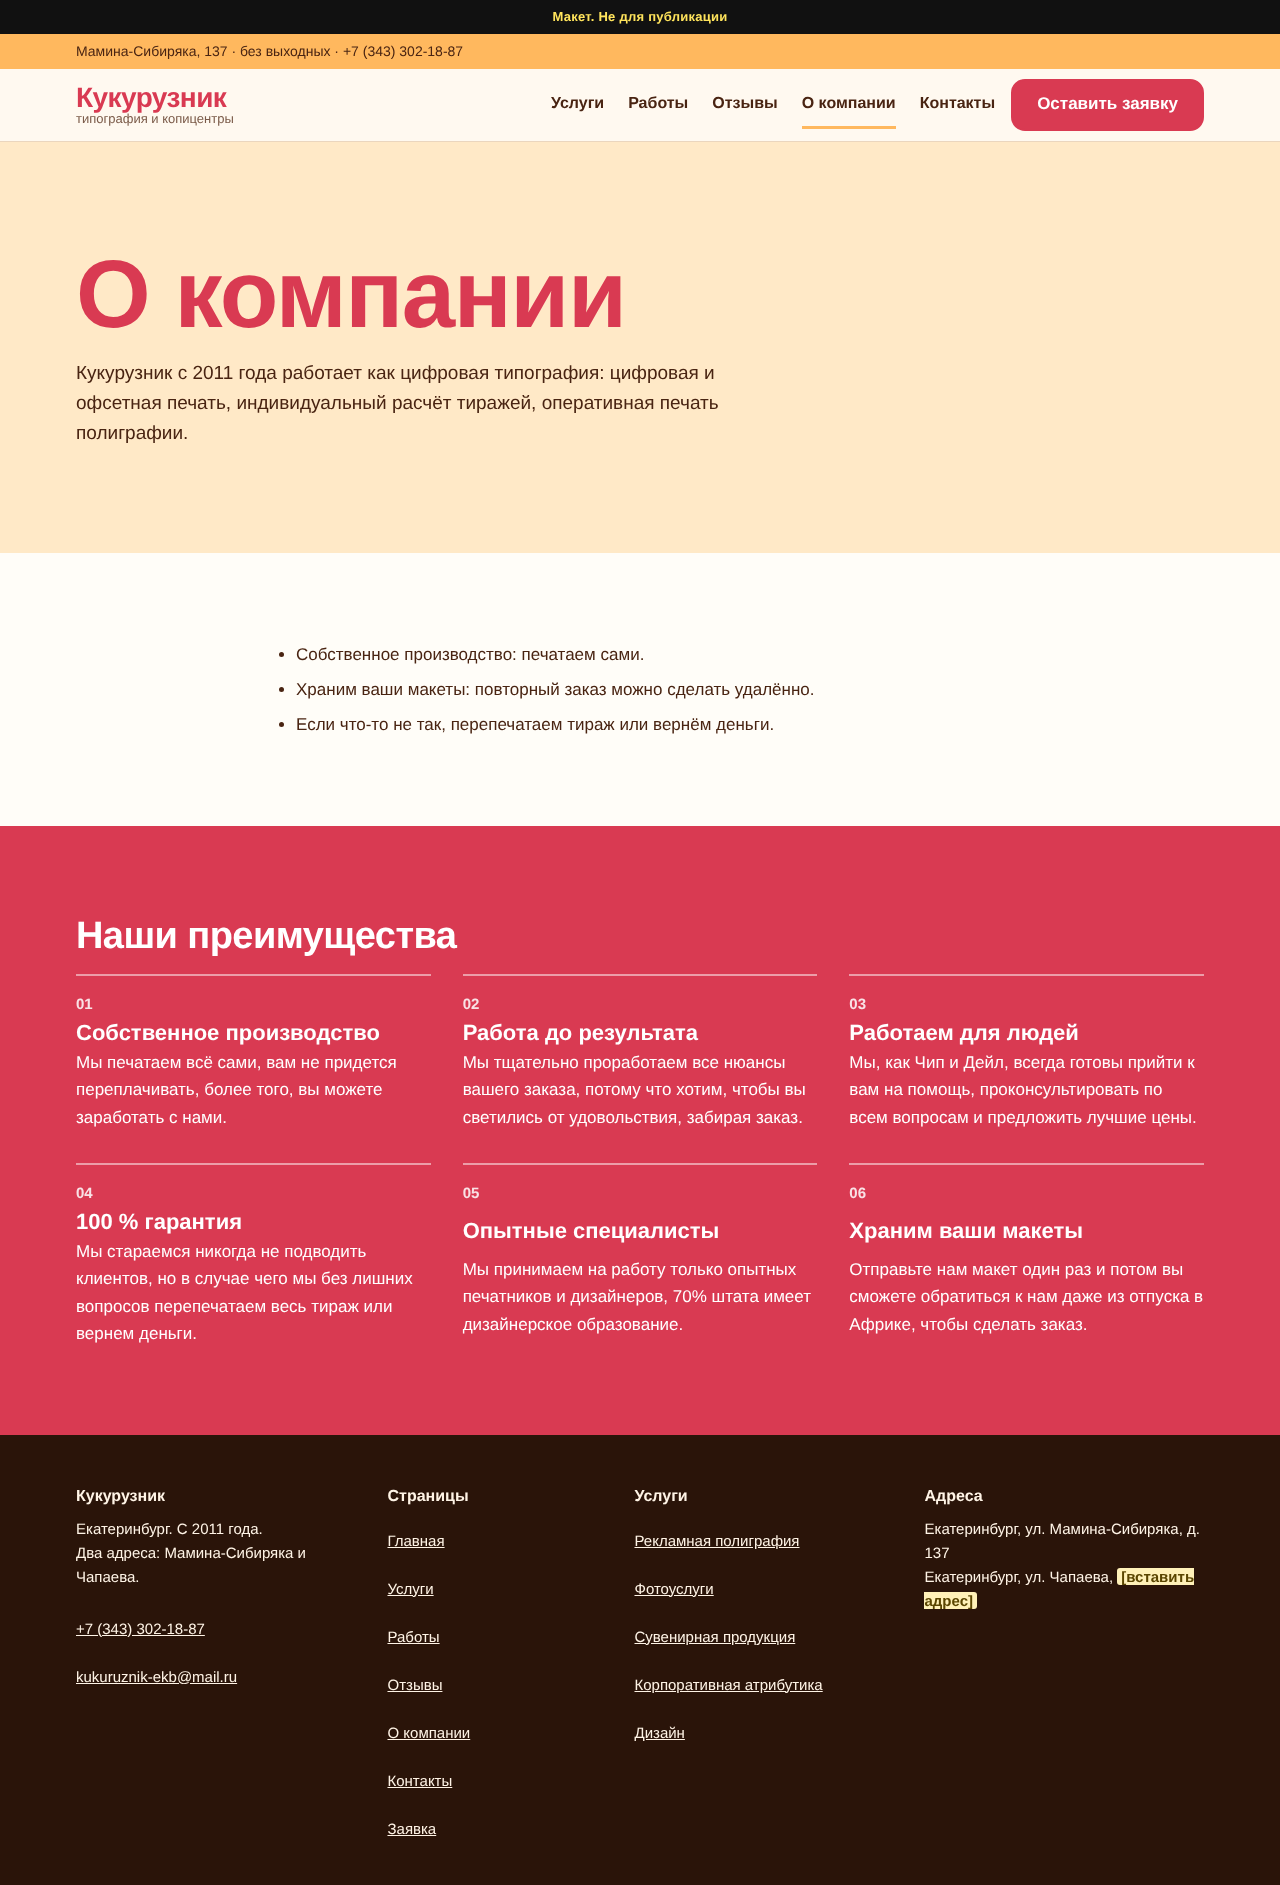 Макет. Не для публикации
Мамина-Сибиряка, 137 · без выходных · +7 (343) 302-18-87
Кукурузник
типография и копицентры
Услуги
Работы
Отзывы
О компании
Контакты
Оставить заявку
О компании
Кукурузник с 2011 года работает как цифровая типография: цифровая и
офсетная печать, индивидуальный расчёт тиражей, оперативная печать
полиграфии.
• Собственное производство: печатаем сами.
• Храним ваши макеты: повторный заказ можно сделать удалённо.
• Если что-то не так, перепечатаем тираж или вернём деньги.
Наши преимущества
01
Собственное производство
Мы печатаем всё сами, вам не придется
переплачивать, более того, вы можете
заработать с нами.
02
Работа до результата
Мы тщательно проработаем все нюансы
вашего заказа, потому что хотим, чтобы вы
светились от удовольствия, забирая заказ.
03
Работаем для людей
Мы, как Чип и Дейл, всегда готовы прийти к
вам на помощь, проконсультировать по
всем вопросам и предложить лучшие цены.
04
100 % гарантия
Мы стараемся никогда не подводить
клиентов, но в случае чего мы без лишних
вопросов перепечатаем весь тираж или
вернем деньги.
05
Опытные специалисты
Мы принимаем на работу только опытных
печатников и дизайнеров, 70% штата имеет
дизайнерское образование.
06
Храним ваши макеты
Отправьте нам макет один раз и потом вы
сможете обратиться к нам даже из отпуска в
Африке, чтобы сделать заказ.
Кукурузник
Екатеринбург. С 2011 года.
Два адреса: Мамина-Сибиряка и
Чапаева.
+7 (343) 302-18-87
kukuruznik-ekb@mail.ru
Страницы
Главная
Услуги
Работы
Отзывы
О компании
Контакты
Заявка
Услуги
Рекламная полиграфия
Фотоуслуги
Сувенирная продукция
Корпоративная атрибутика
Дизайн
Адреса
Екатеринбург, ул. Мамина-Сибиряка, д.
137
Екатеринбург, ул. Чапаева, [вставить
адрес]